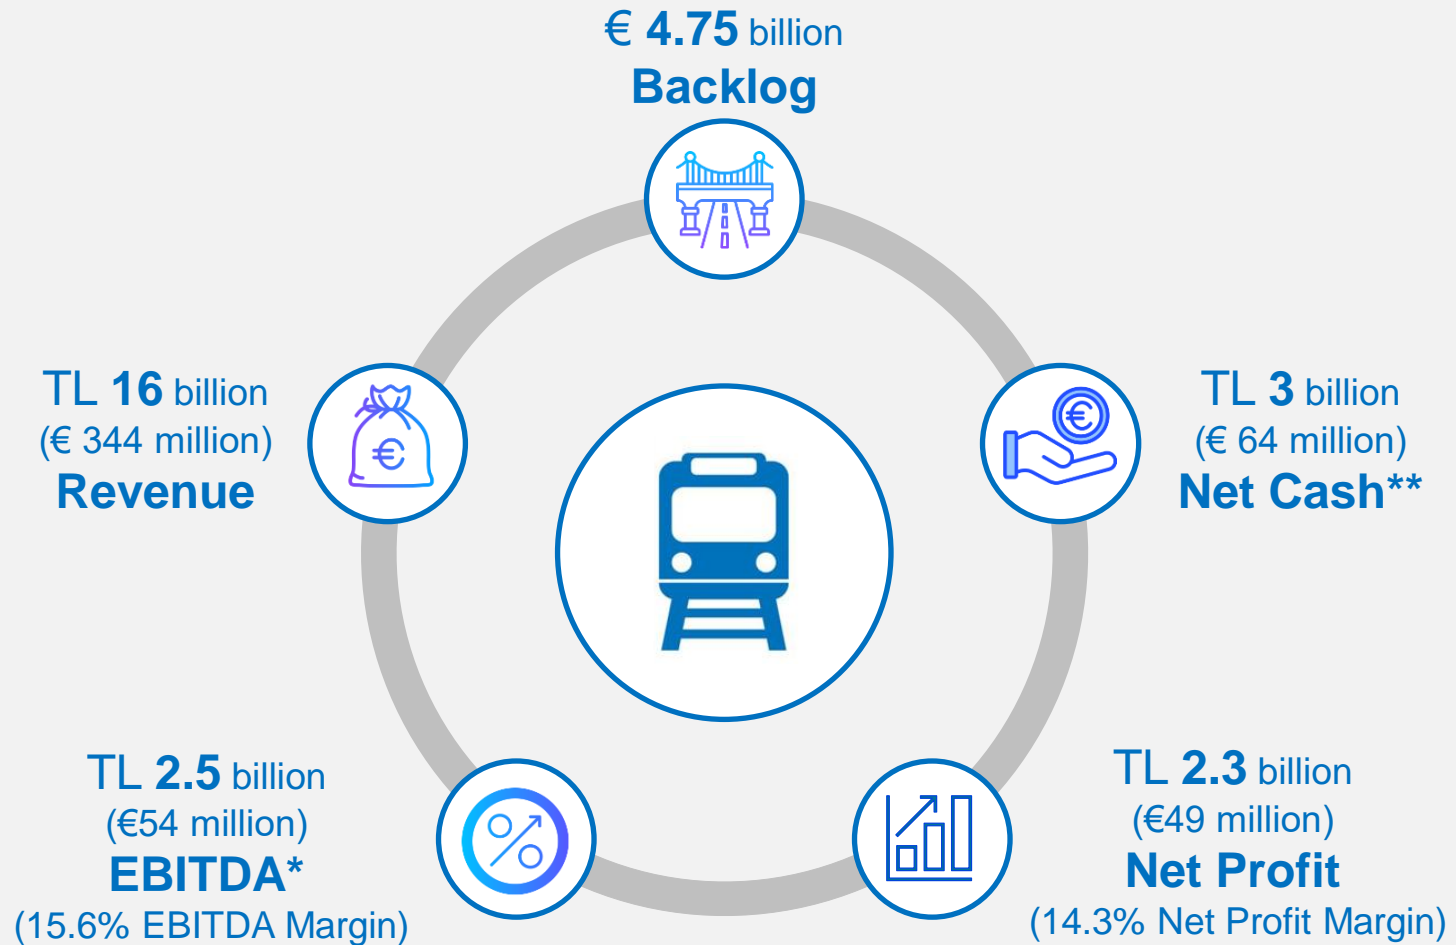 € 4.75 billion
Backlog
TL 16 billion
(€ 344 million)
Revenue
TL 3 billion
(€ 64 million)
Net Cash**
TL 2.5 billion
(€54 million)
EBITDA*
(15.6% EBITDA Margin)
TL 2.3 billion
(€49 million)
Net Profit
(14.3% Net Profit Margin)